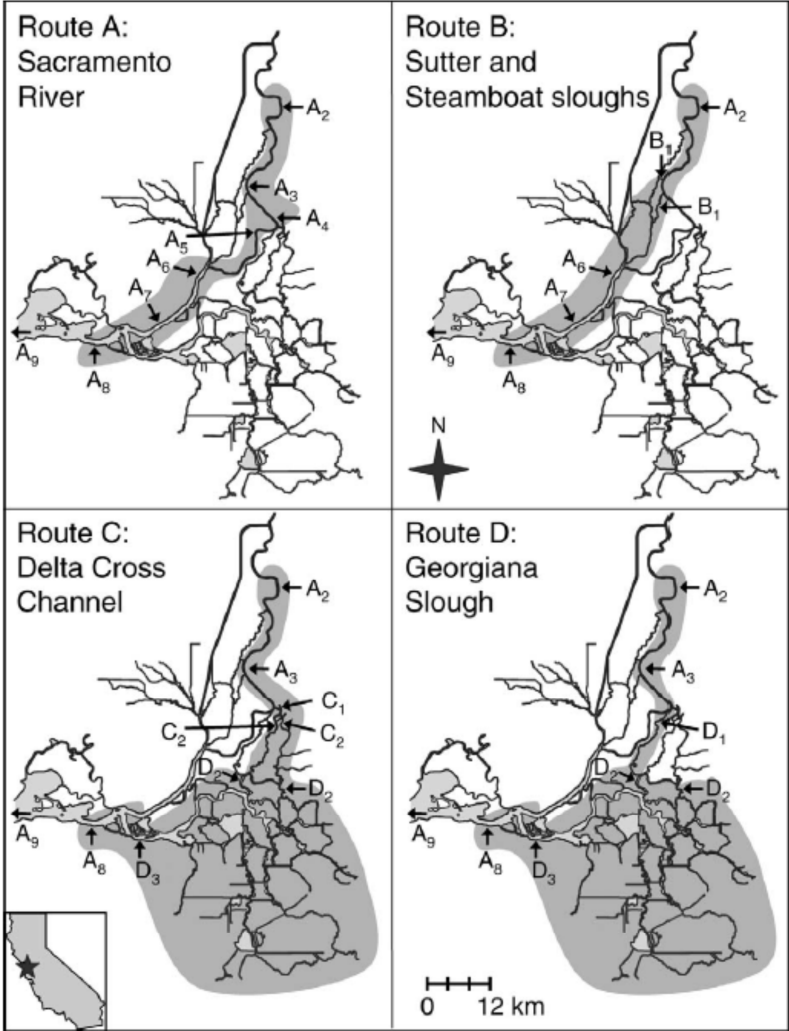 Route A:
Sacramento
River
A2
A3
A4
A5
A6
A7
A8
A9
Route B:
Sutter and
Steamboat sloughs
A2
B1
B1
A6
A7
A8
A9
N
Route C:
Delta Cross
Channel
A2
A3
C1
C2
C2
D2
D2
A9
A8
D3
Route D:
Georgiana
Slough
A2
A3
D1
D2
D2
A9
A8
D3
0 12 km